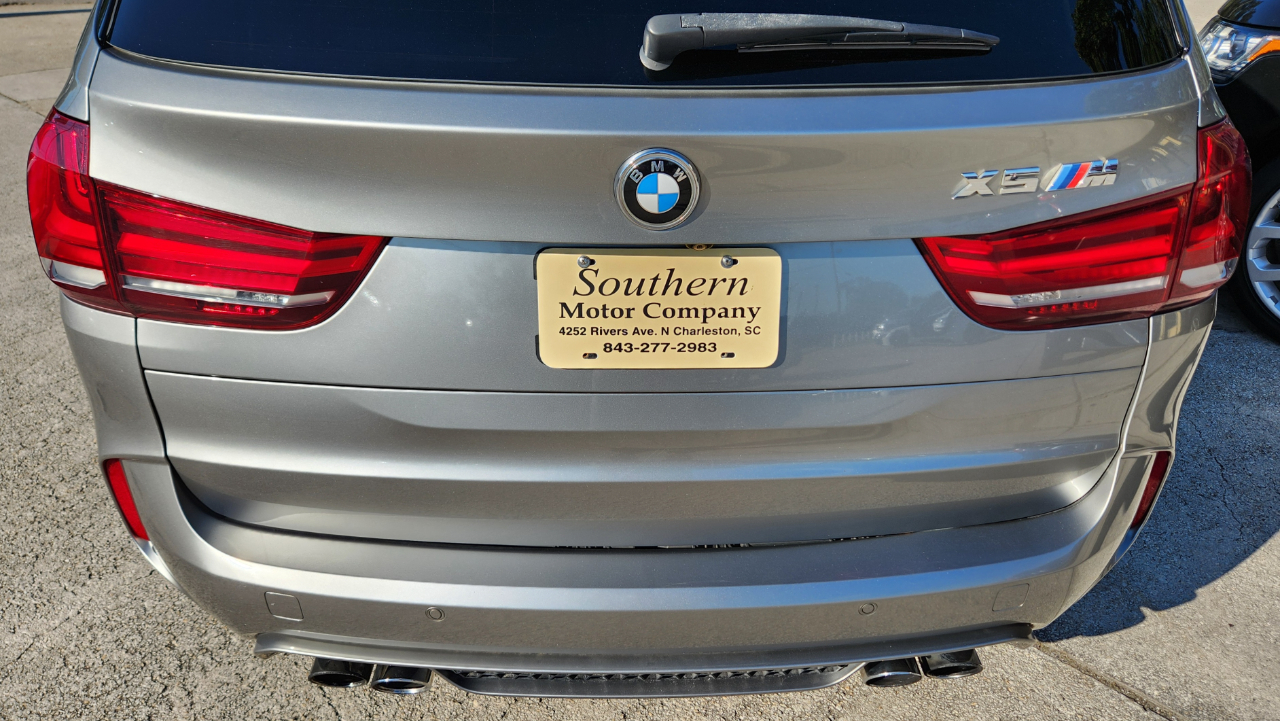 BMW
X5 M
Southern
Motor Company
4252 Rivers Ave. N Charleston, SC
843-277-2983